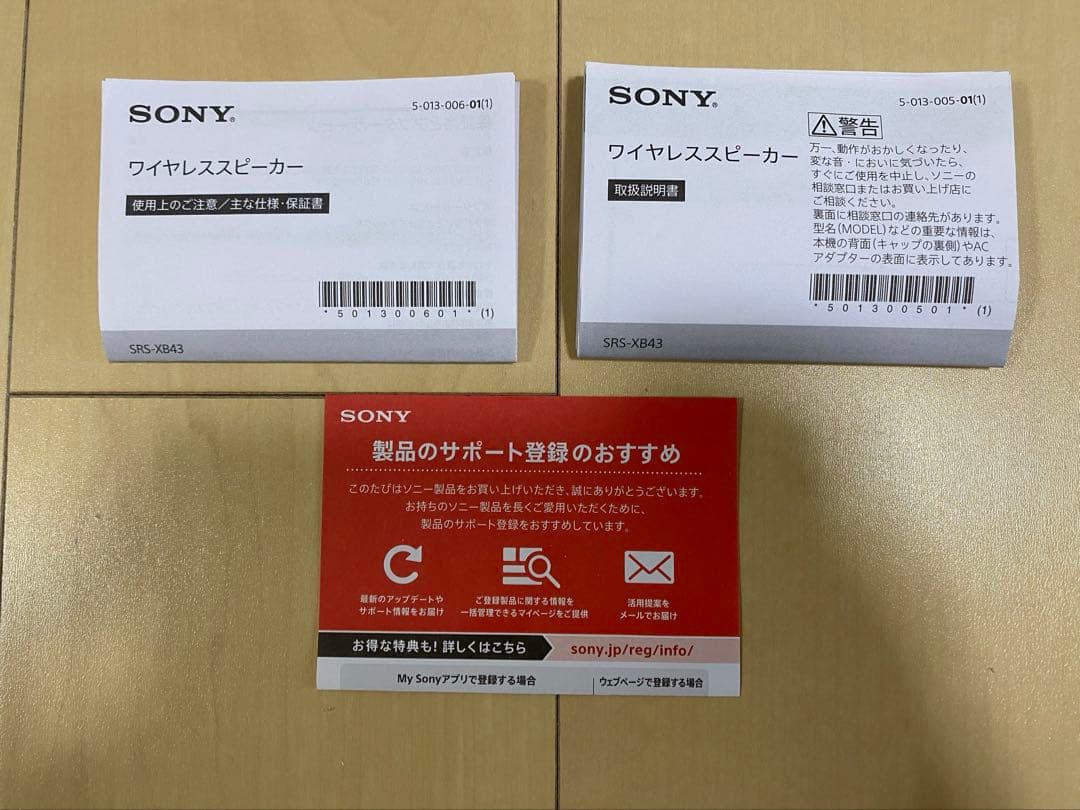 SONY®
5-013-006-01(1)
ワイヤレススピーカー
使用上のご注意／主な仕様・保証書
*501300601*(1)
SRS-XB43
SONY®
5-013-005-01(1)
ワイヤレススピーカー
取扱説明書
警告
万一、動作がおかしくなったり、
変な音・においに気づいたら、
すぐにご使用を中止し、ソニーの
相談窓口またはお買い上げ店に
ご相談ください。
裏面に相談窓口の連絡先があります。
型名(MODEL)などの重要な情報は、
本機の背面(キャップの裏側)やAC
アダプターの表面に表示してあります。
*501300501*(1)
SRS-XB43
SONY
製品のサポート登録のおすすめ
このたびはソニー製品をお買い上げいただき、誠にありがとうございます。
お持ちのソニー製品を長くご愛用いただくために、
製品のサポート登録をおすすめしています。
最新のアップデートや
サポート情報をお届け
ご登録製品に関する情報を
一括管理できるマイページをご提供
活用提案を
メールでお届け
お得な特典も！詳しくはこちら
sony.jp/reg/info/
My Sonyアプリで登録する場合
ウェブページで登録する場合